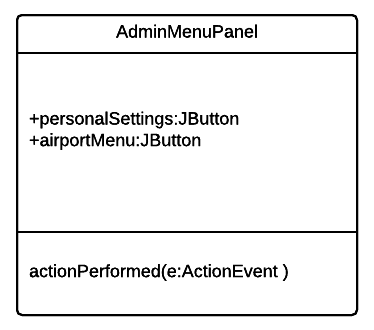 AdminMenuPanel
+personalSettings:JButton
+airportMenu:JButton
actionPerformed(e:ActionEvent )